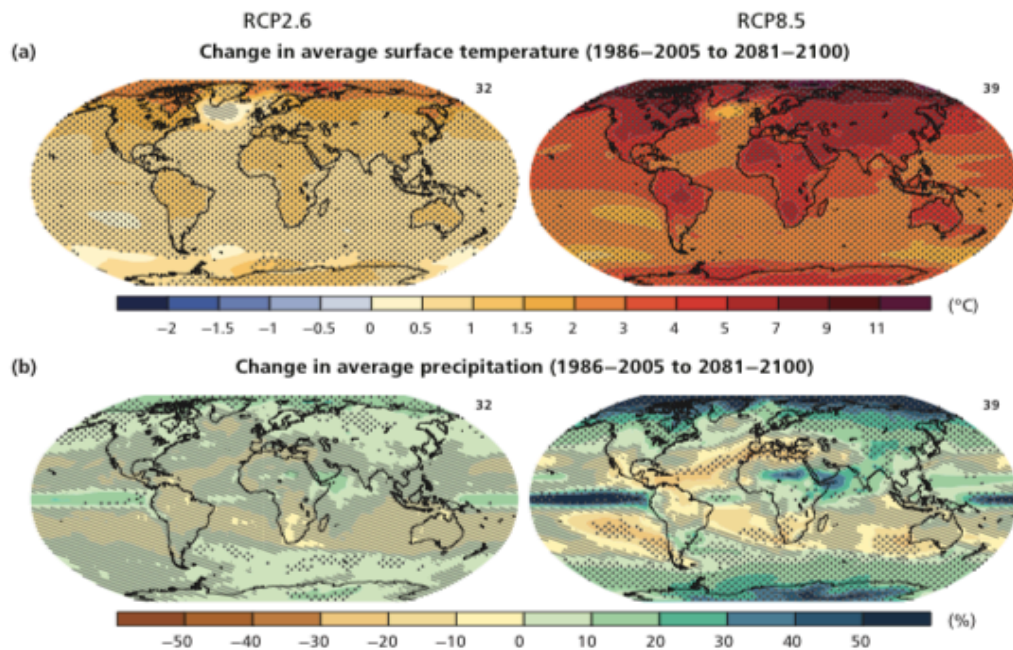 RCP2.6 RCP8.5
(a) Change in average surface temperature (1986–2005 to 2081–2100)
32 39
(°C)
−2 −1.5 −1 −0.5 0 0.5 1 1.5 2 3 4 5 7 9 11
(b) Change in average precipitation (1986–2005 to 2081–2100)
32 39
(%)
−50 −40 −30 −20 −10 0 10 20 30 40 50